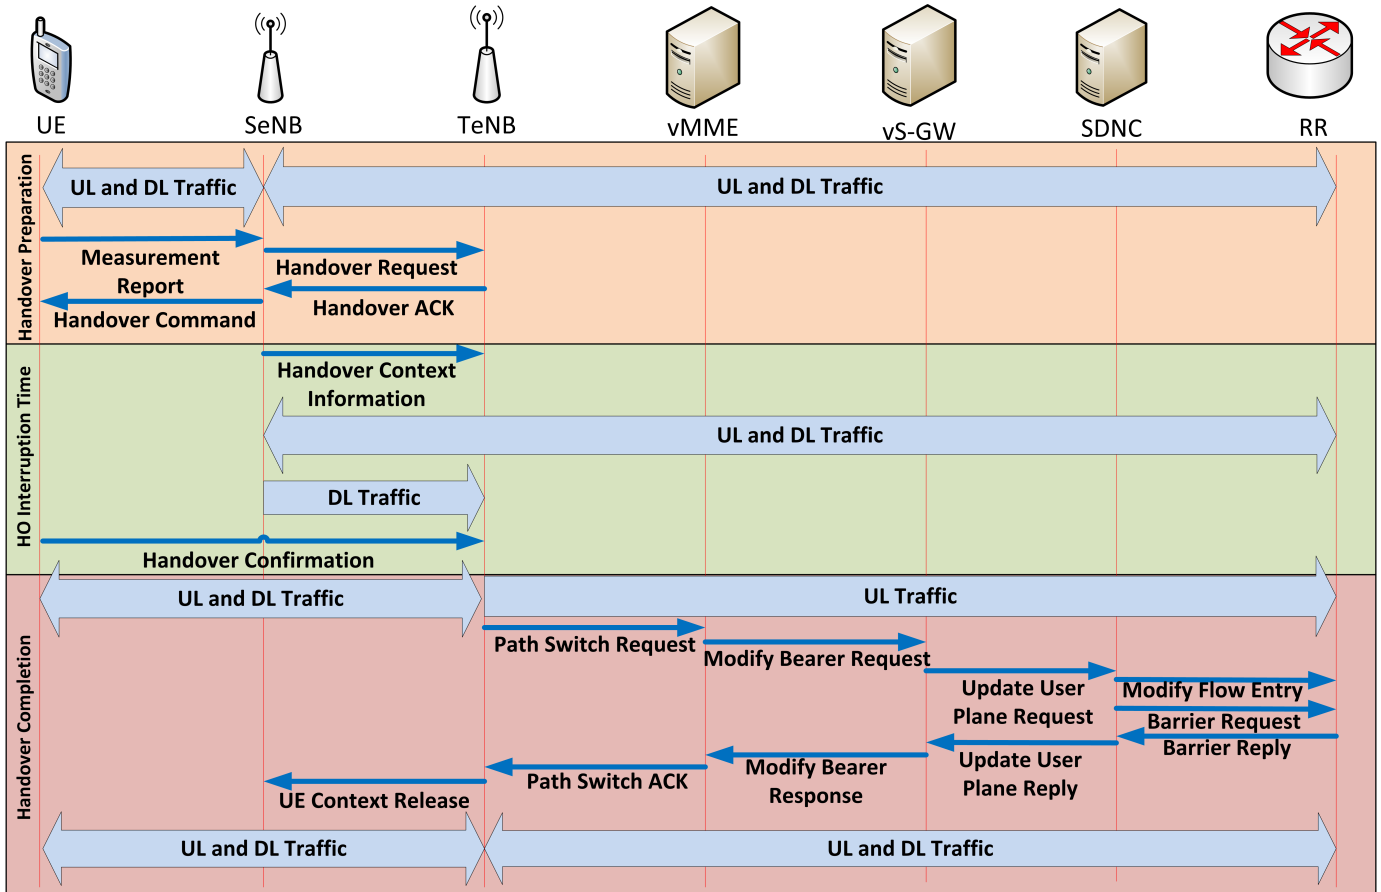 UE
SeNB
TeNB
vMME
vS-GW
SDNC
RR
Handover Preparation
UL and DL Traffic
UL and DL Traffic
Measurement
Report
Handover Request
Handover ACK
Handover Command
HO Interruption Time
Handover Context
Information
UL and DL Traffic
DL Traffic
Handover Confirmation
Handover Completion
UL and DL Traffic
UL Traffic
Path Switch Request
Modify Bearer Request
Update User
Plane Request
Modify Flow Entry
Barrier Request
Barrier Reply
Update User
Plane Reply
Modify Bearer
Response
Path Switch ACK
UE Context Release
UL and DL Traffic
UL and DL Traffic